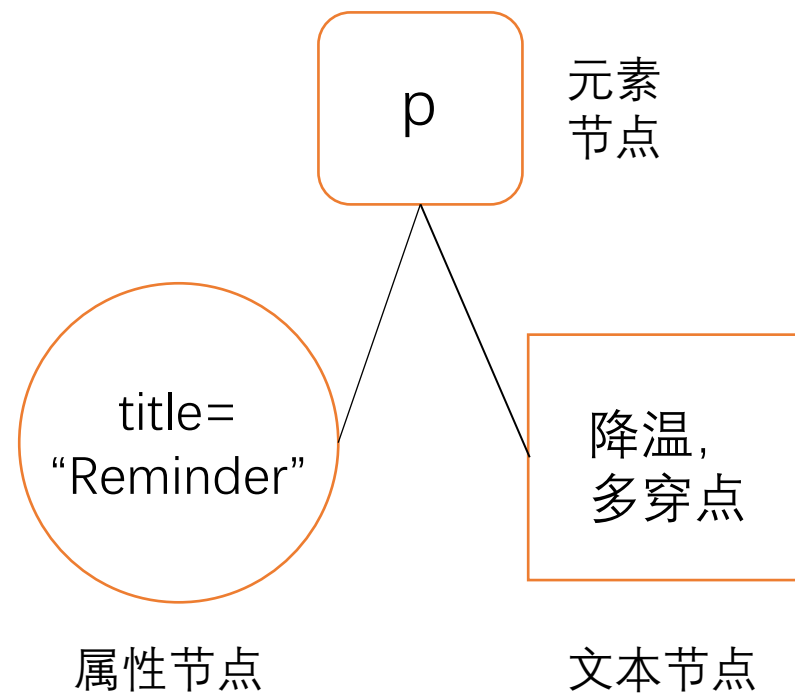 p
元素
节点
title=
“Reminder”
降温,
多穿点
属性节点
文本节点